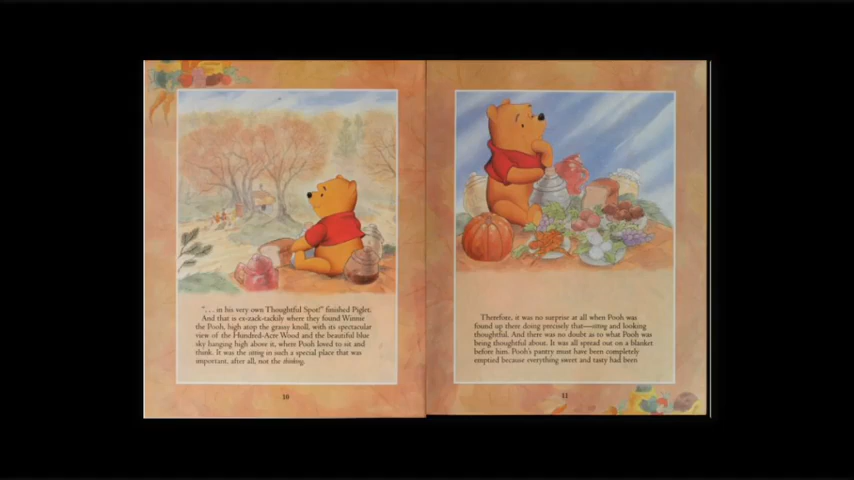 ". . . in his very own Thoughtful Spot!" finished Piglet.
And that is ex-zack-tackily where they found Winnie
the Pooh, high atop the grassy knoll, with its spectacular
view of the Hundred-Acre Wood and the beautiful blue
sky hanging high above it, where Pooh loved to sit and
think. It was the sitting in such a special place that was
important, after all, not the thinking.
10
Therefore, it was no surprise at all when Pooh was
found up there doing precisely that—sitting and looking
thoughtful. And there was no doubt as to what Pooh was
being thoughtful about. It was all spread out on a blanket
before him. Pooh's pantry must have been completely
emptied because everything sweet and tasty had been
11